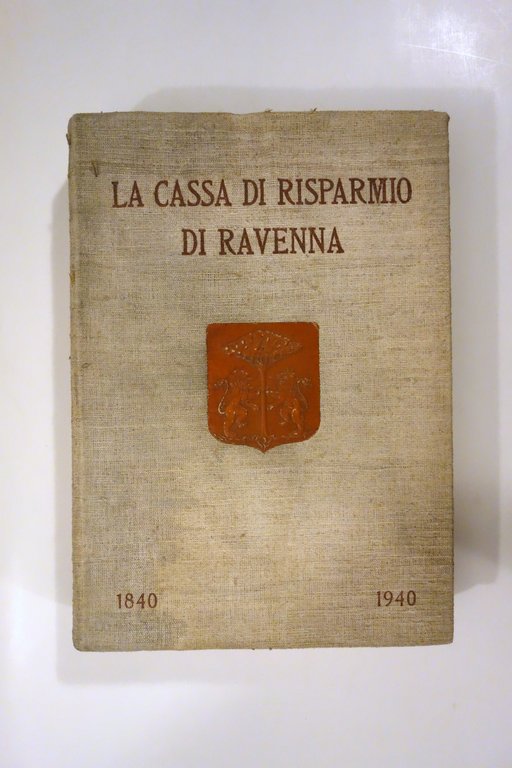 LA CASSA DI RISPARMIO
DI RAVENNA
1840 1940